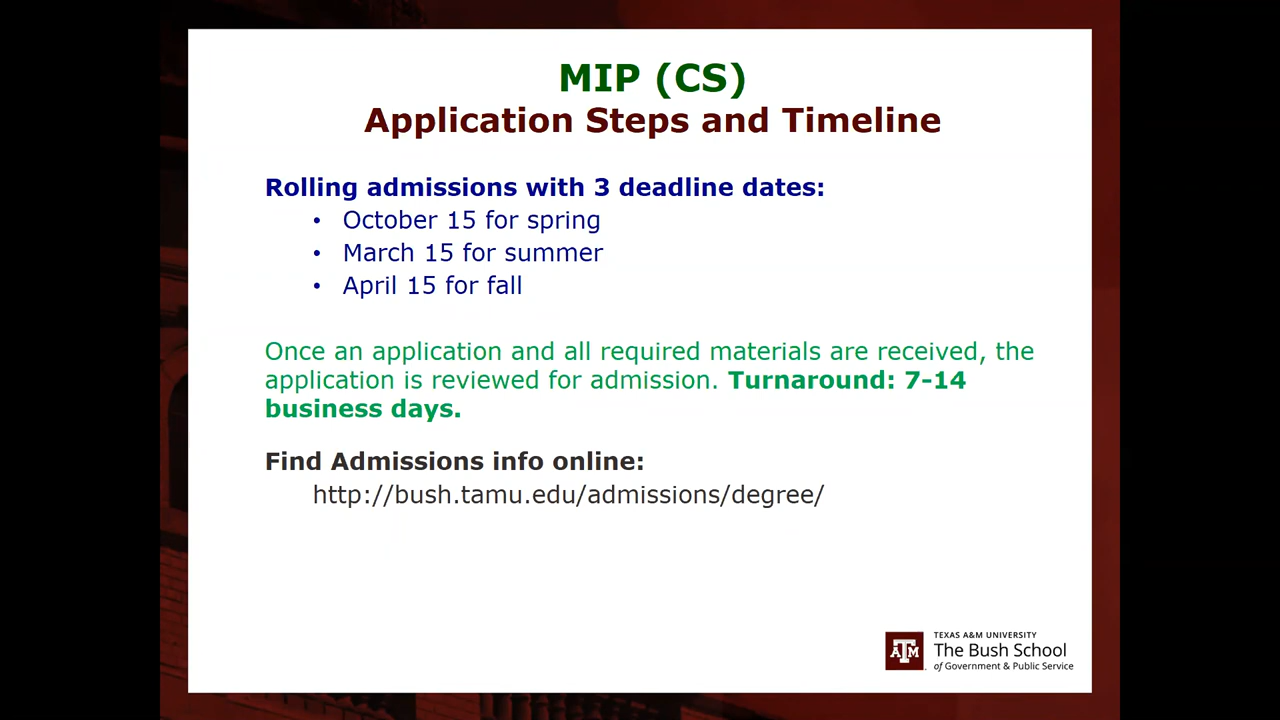 MIP (CS)
Application Steps and Timeline
Rolling admissions with 3 deadline dates:
• October 15 for spring
• March 15 for summer
• April 15 for fall
Once an application and all required materials are received, the
application is reviewed for admission. Turnaround: 7-14
business days.
Find Admissions info online:
http://bush.tamu.edu/admissions/degree/
ATM
TEXAS A&M UNIVERSITY
The Bush School
of Government & Public Service